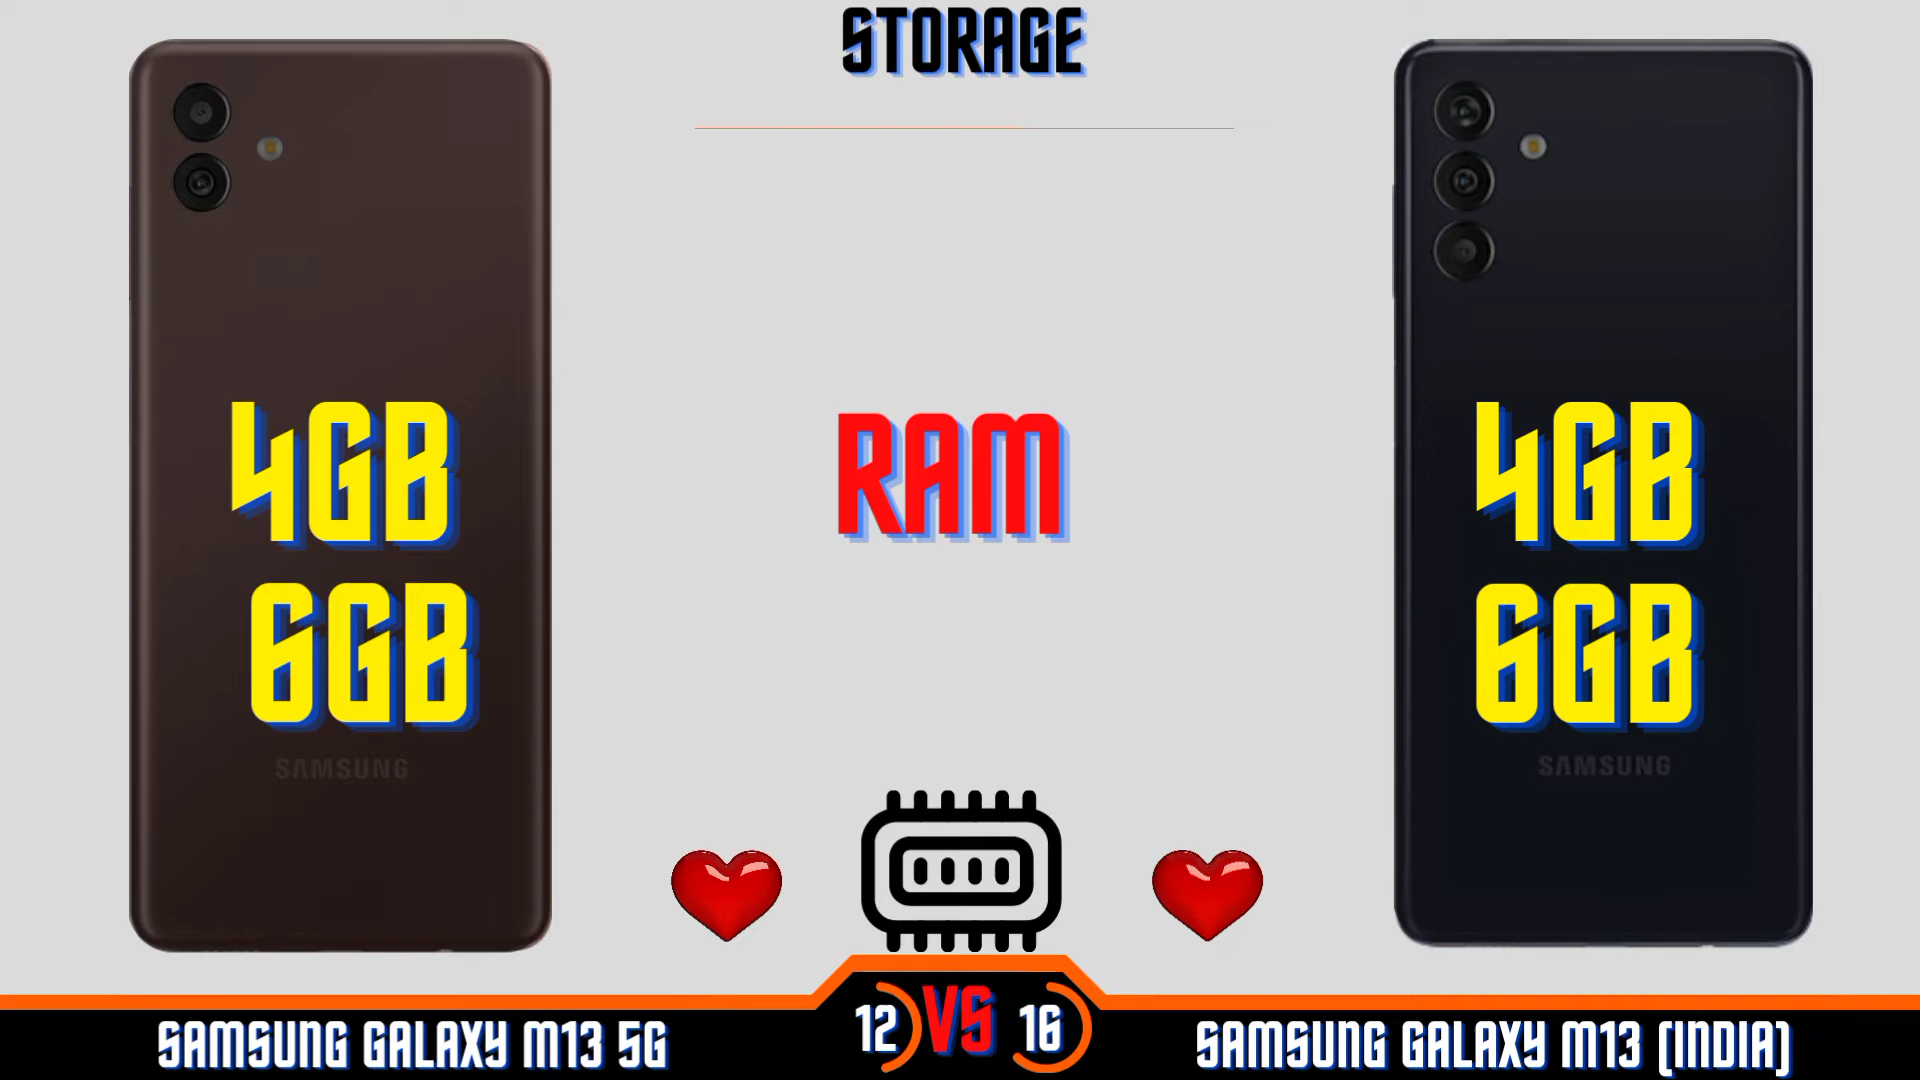 STORAGE
4GB
6GB
SAMSUNG
RAM
4GB
6GB
SAMSUNG
SAMSUNG GALAXY M13 5G
12 VS 16
SAMSUNG GALAXY M13 (INDIA)